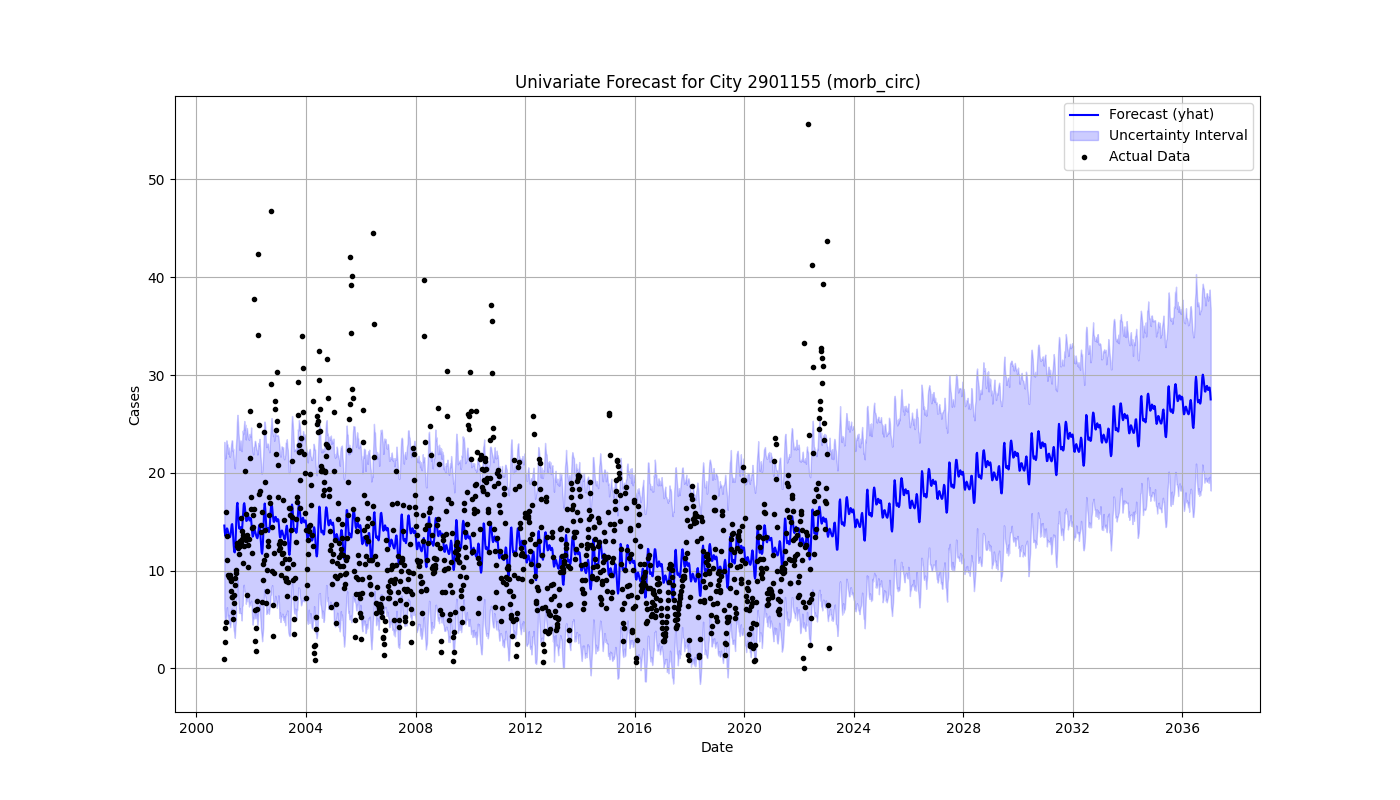 Univariate Forecast for City 2901155 (morb_circ)
Forecast (yhat)
Uncertainty Interval
Actual Data
Cases
50
40
30
20
10
0
2000 2004 2008 2012 2016 2020 2024 2028 2032 2036
Date